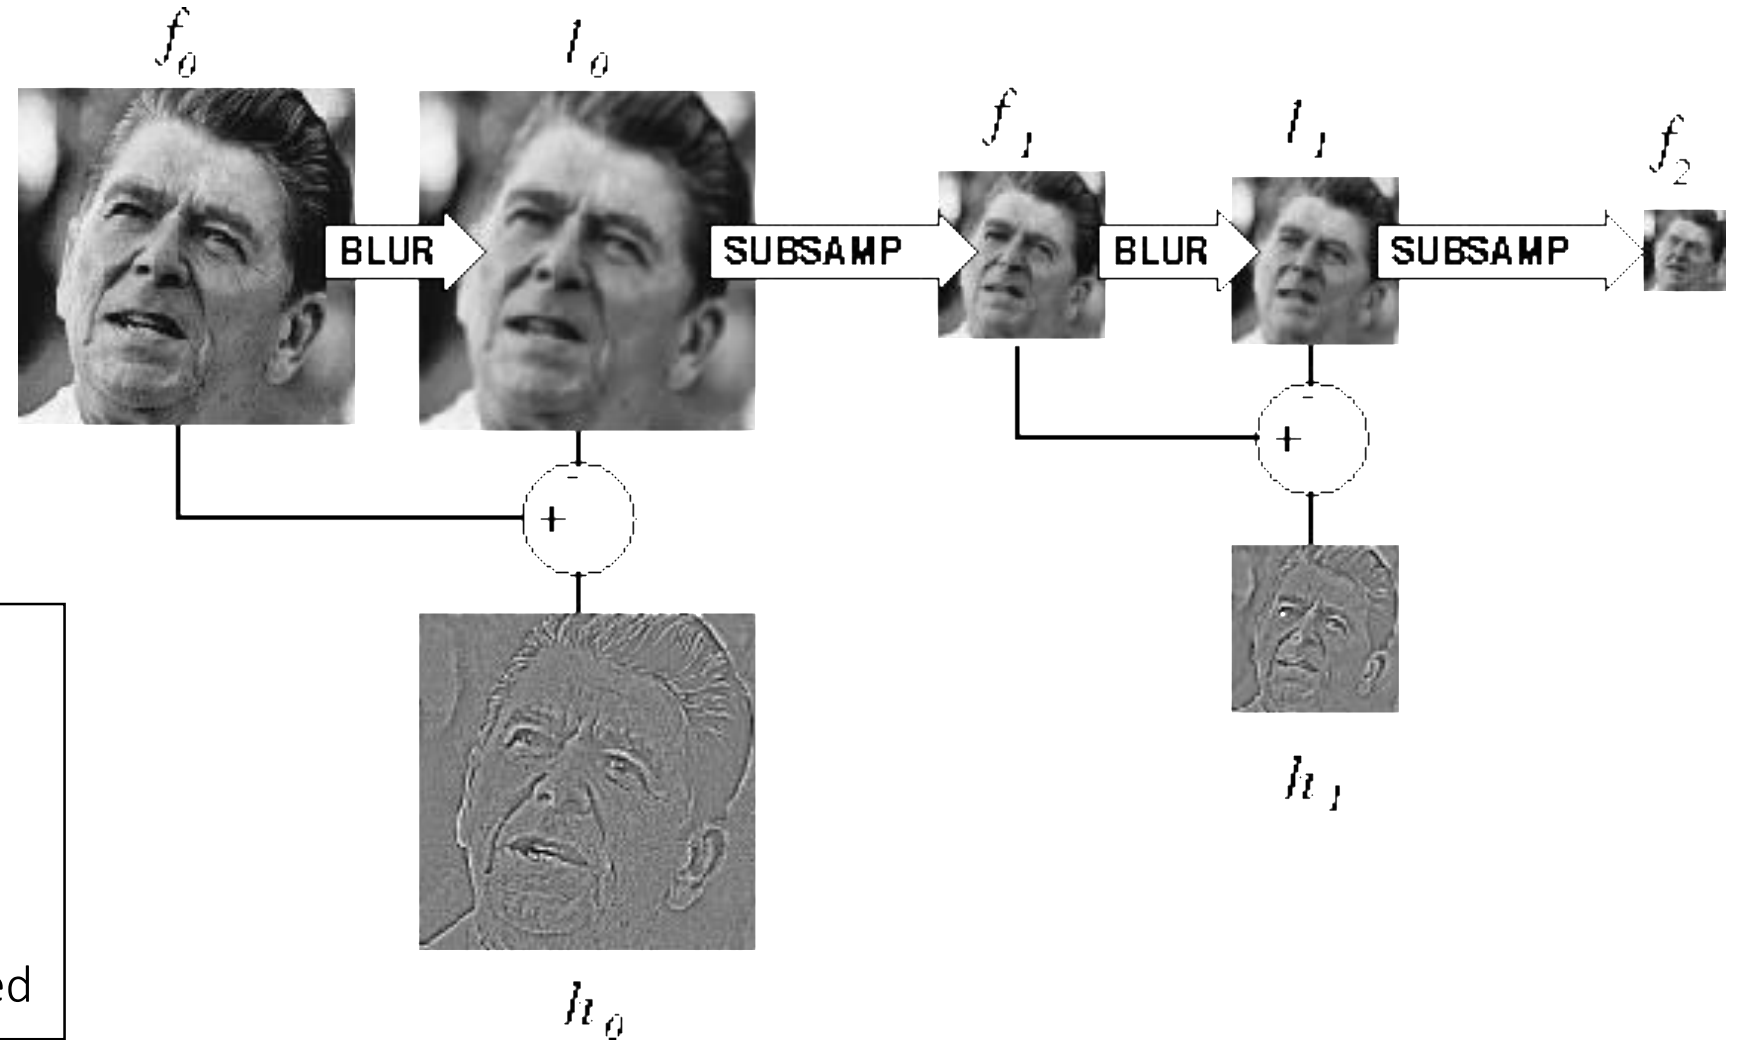 f0
l0
f1
l1
f2
BLUR
SUBSAMP
BLUR
SUBSAMP
-
+
-
+
h1
ed
h0